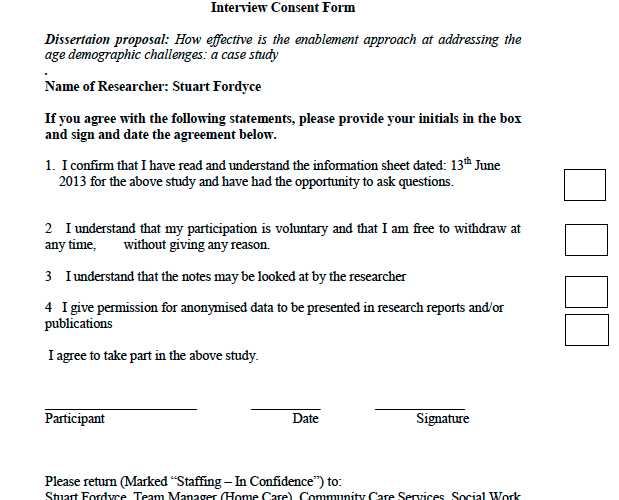 Interview Consent Form
Dissertaion proposal: How effective is the enablement approach at addressing the
age demographic challenges: a case study
.
Name of Researcher: Stuart Fordyce
If you agree with the following statements, please provide your initials in the box
and sign and date the agreement below.
1. I confirm that I have read and understand the information sheet dated: 13th June
2013 for the above study and have had the opportunity to ask questions.
2 I understand that my participation is voluntary and that I am free to withdraw at
any time, without giving any reason.
3 I understand that the notes may be looked at by the researcher
4 I give permission for anonymised data to be presented in research reports and/or
publications
I agree to take part in the above study.
Participant Date Signature
Please return (Marked “Staffing – In Confidence”) to:
Stuart Fordyce, Team Manager (Home Care), Community Care Services, Social Work